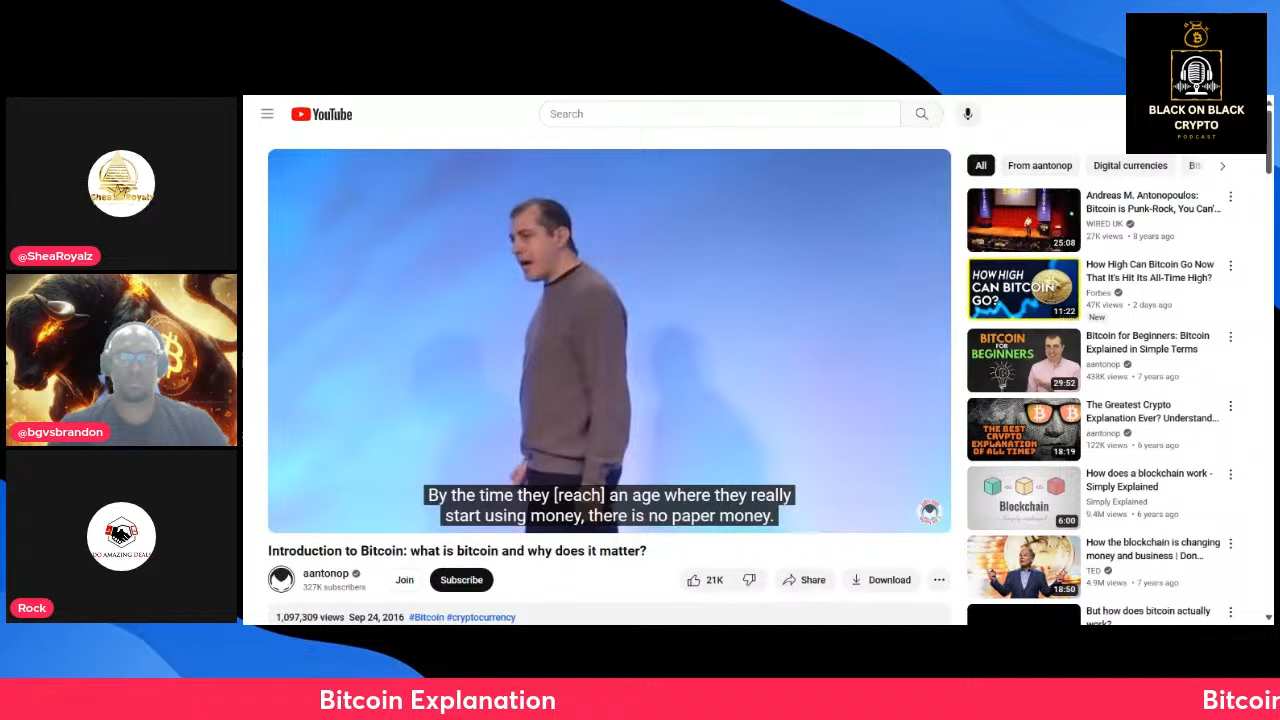 BLACK ON BLACK
CRYPTO
PODCAST
YouTube
Search
SheaRoyalz
@SheaRoyalz
@bgvsbrandon
DO AMAZING DEALS
Rock
By the time they [reach] an age where they really
start using money, there is no paper money.
Introduction to Bitcoin: what is bitcoin and why does it matter?
aantonop
327K subscribers
Join
Subscribe
21K
Share
Download
1,097,309 views Sep 24, 2016 #Bitcoin #cryptocurrency
All
From aantonop
Digital currencies
Bit
25:08
Andreas M. Antonopoulos:
Bitcoin is Punk-Rock, You Can'...
WIRED UK
27K views • 8 years ago
HOW HIGH
CAN BITCOIN
GO?
11:22
How High Can Bitcoin Go Now
That It's Hit Its All-Time High?
Forbes
47K views • 2 days ago
New
BITCOIN
FOR
BEGINNERS
29:52
Bitcoin for Beginners: Bitcoin
Explained in Simple Terms
aantonop
438K views • 7 years ago
THE BEST
CRYPTO
EXPLANATION
OF ALL TIME?
18:19
The Greatest Crypto
Explanation Ever? Understand...
aantonop
122K views • 6 years ago
Blockchain
6:00
How does a blockchain work -
Simply Explained
Simply Explained
9.4M views • 6 years ago
18:50
How the blockchain is changing
money and business | Don...
TED
4.9M views • 7 years ago
But how does bitcoin actually
work?
Bitcoin Explanation
Bitcoin